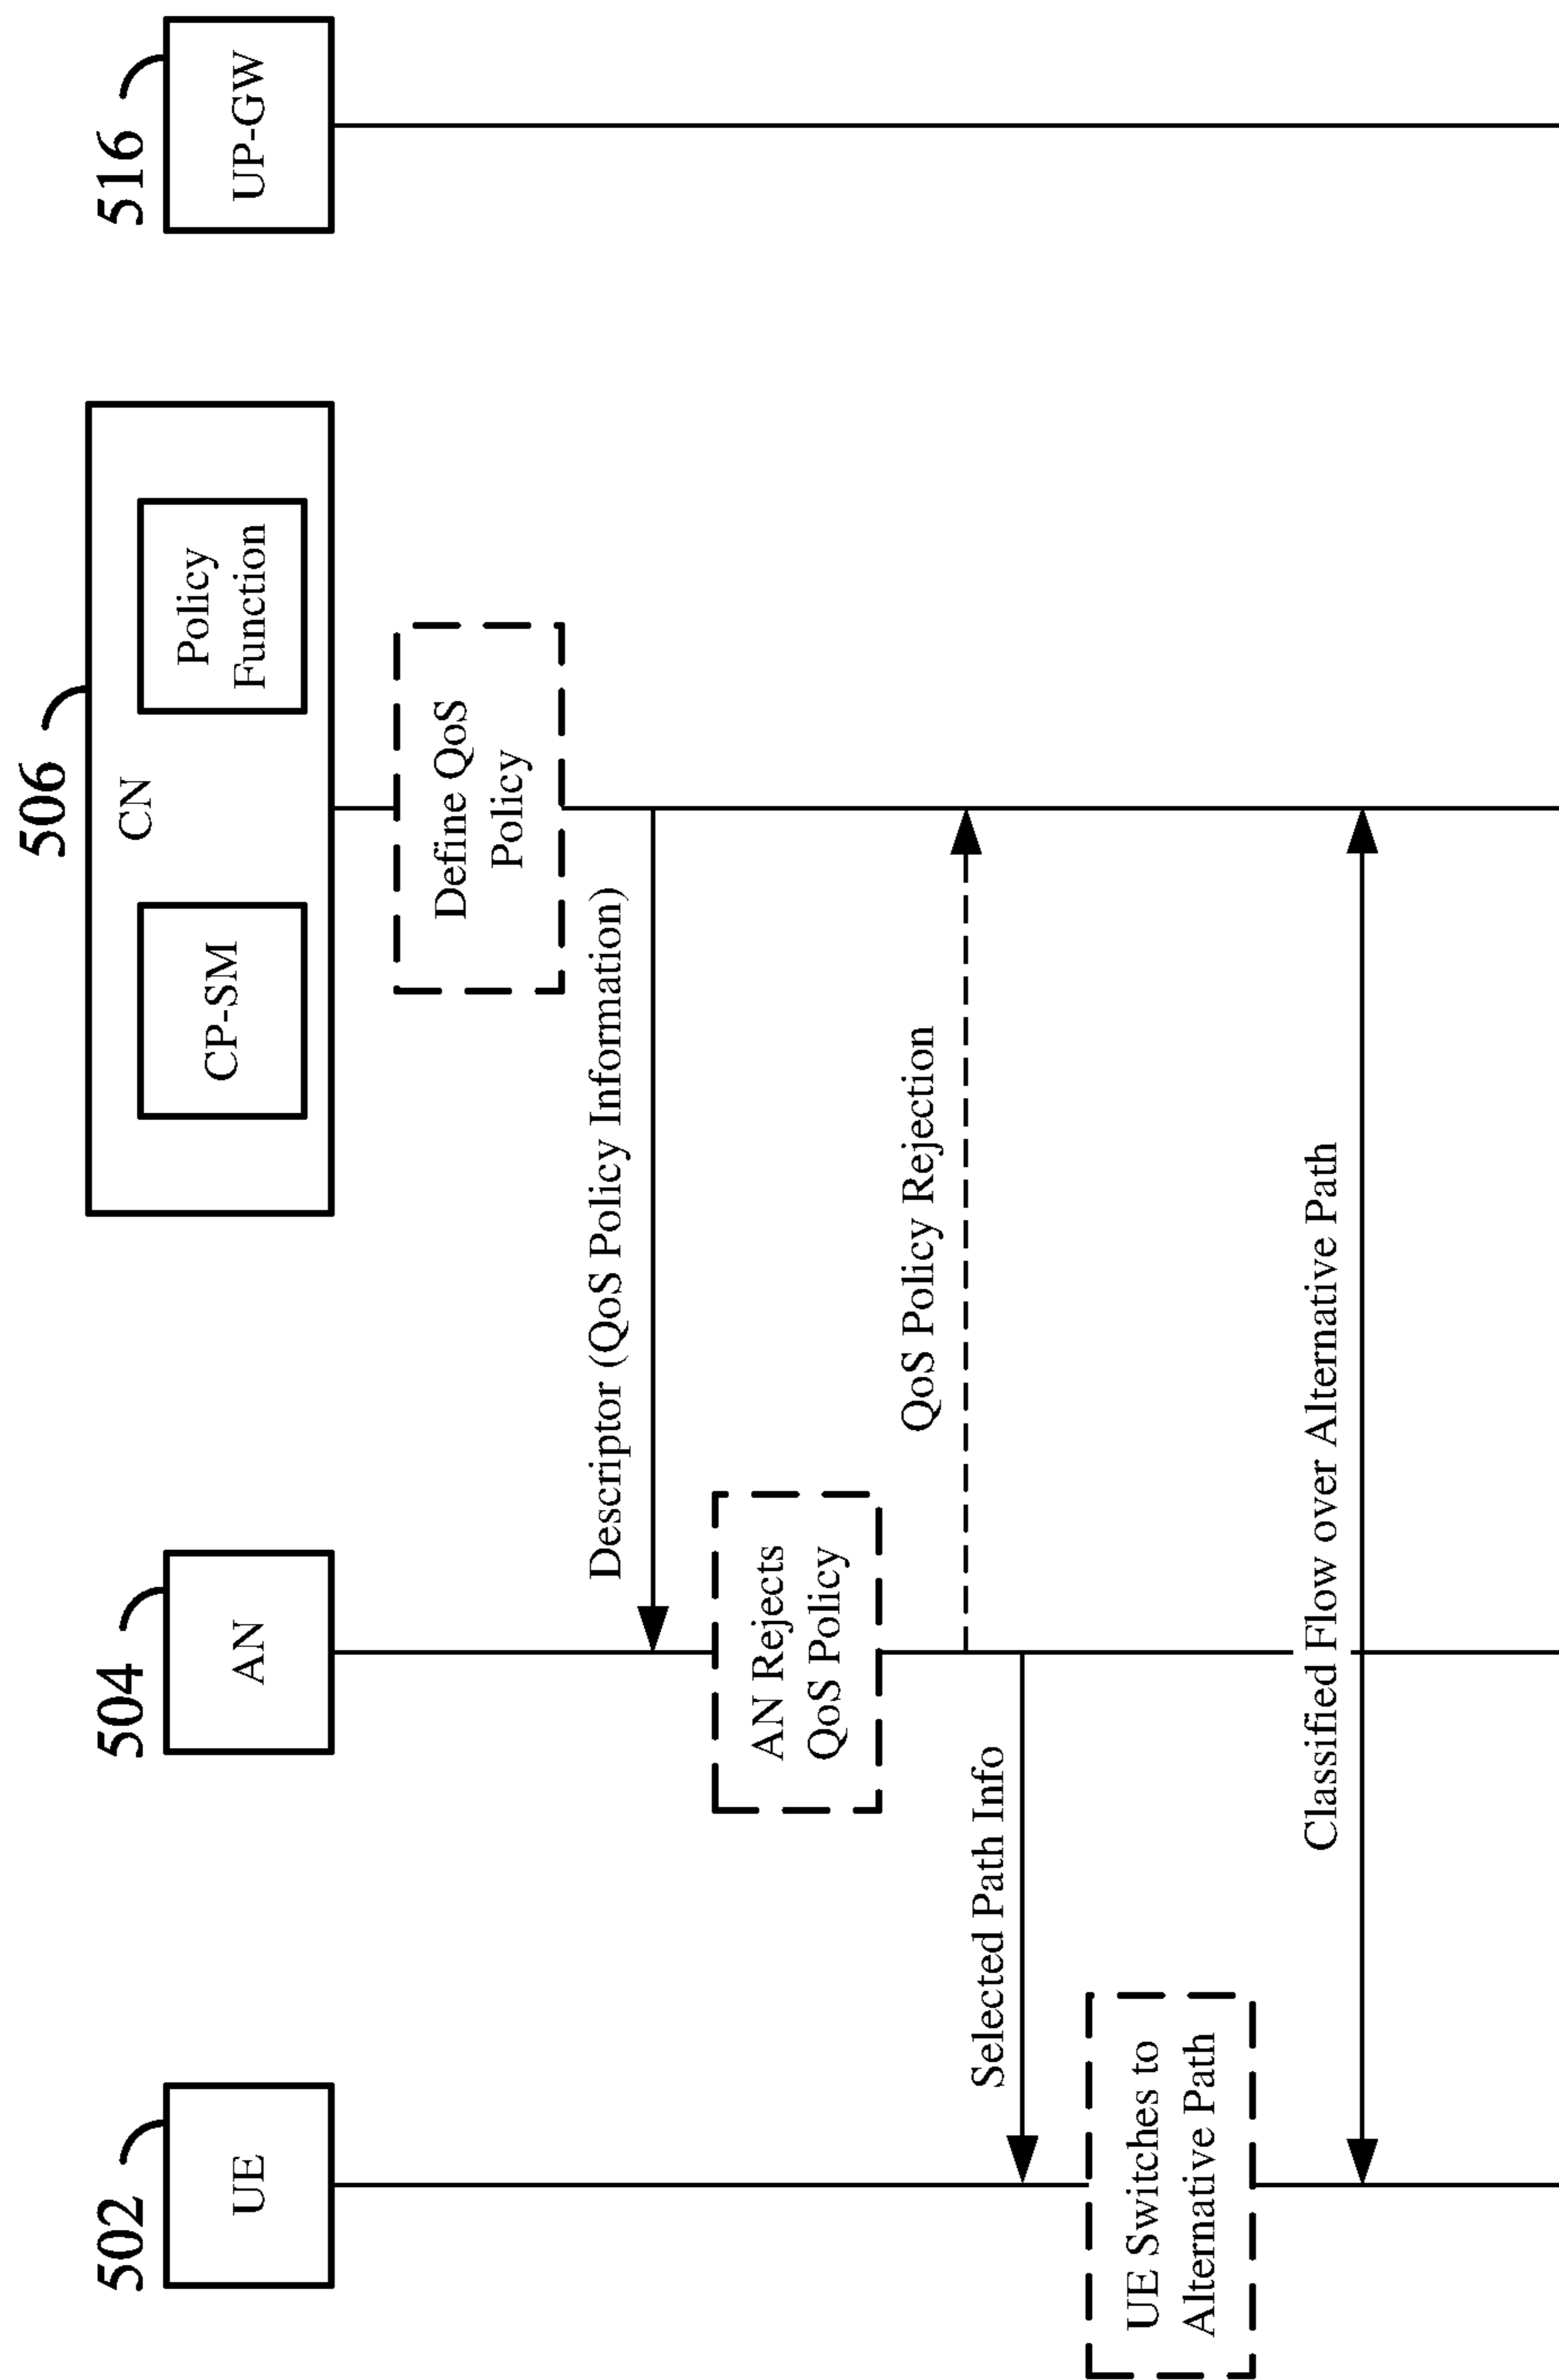 502
UE
504
AN
506
CN
CP-SM
Policy
Function
516
UP-GW
Define QoS
Policy
Descriptor (QoS Policy Information)
AN Rejects
QoS Policy
QoS Policy Rejection
Selected Path Info
UE Switches to
Alternative Path
Classified Flow over Alternative Path